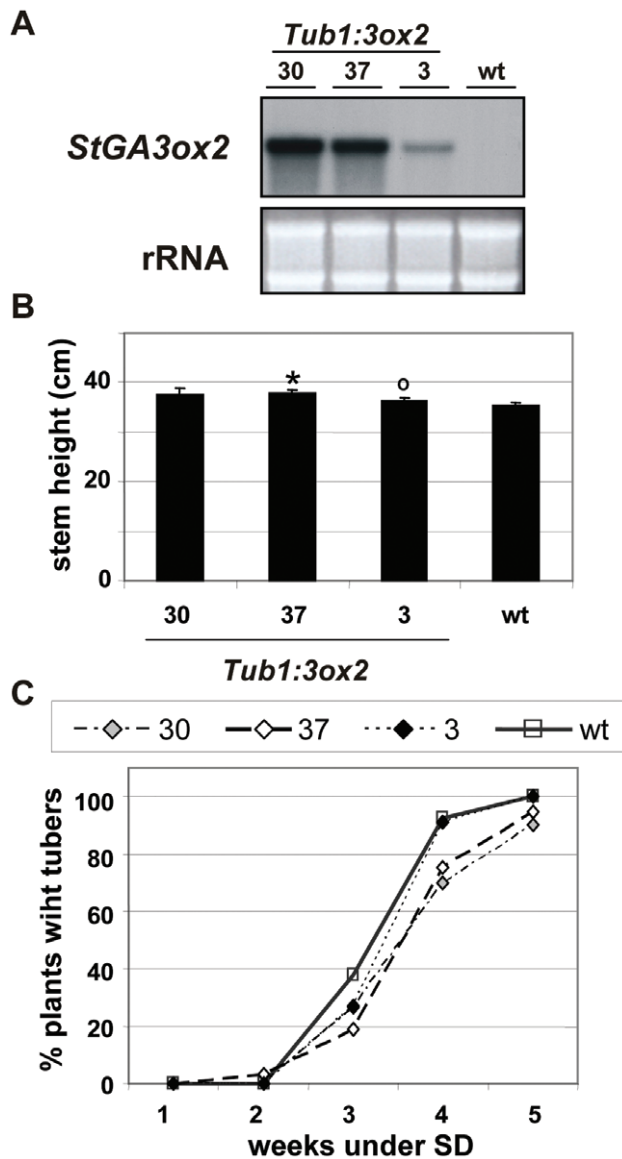 A
Tub1:3ox2
30 37 3 wt
StGA3ox2
rRNA
B
stem height (cm)
40
20
0
*
o
30 37 3 wt
Tub1:3ox2
C
30 37 3 wt
% plants wiht tubers
100
80
60
40
20
0
1 2 3 4 5
weeks under SD